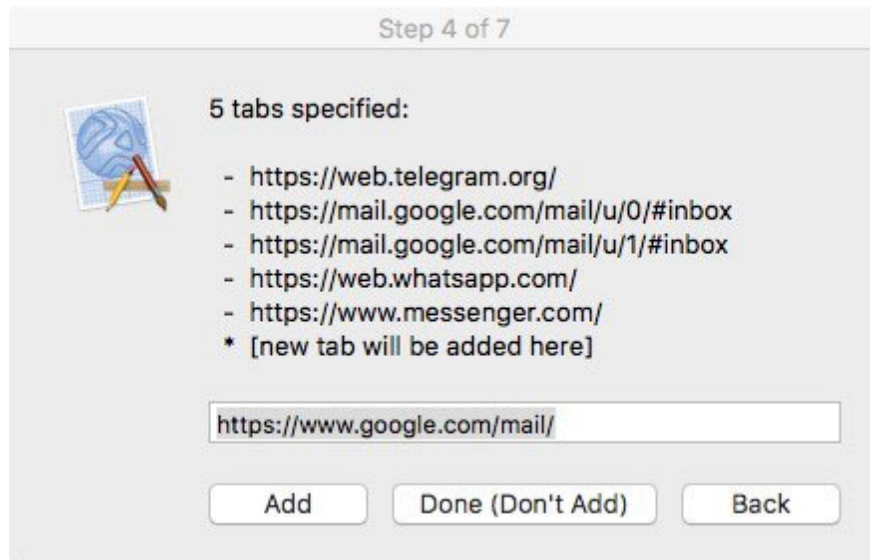 Step 4 of 7
5 tabs specified:
- https://web.telegram.org/
- https://mail.google.com/mail/u/0/#inbox
- https://mail.google.com/mail/u/1/#inbox
- https://web.whatsapp.com/
- https://www.messenger.com/
* [new tab will be added here]
https://www.google.com/mail/
Add Done (Don't Add) Back